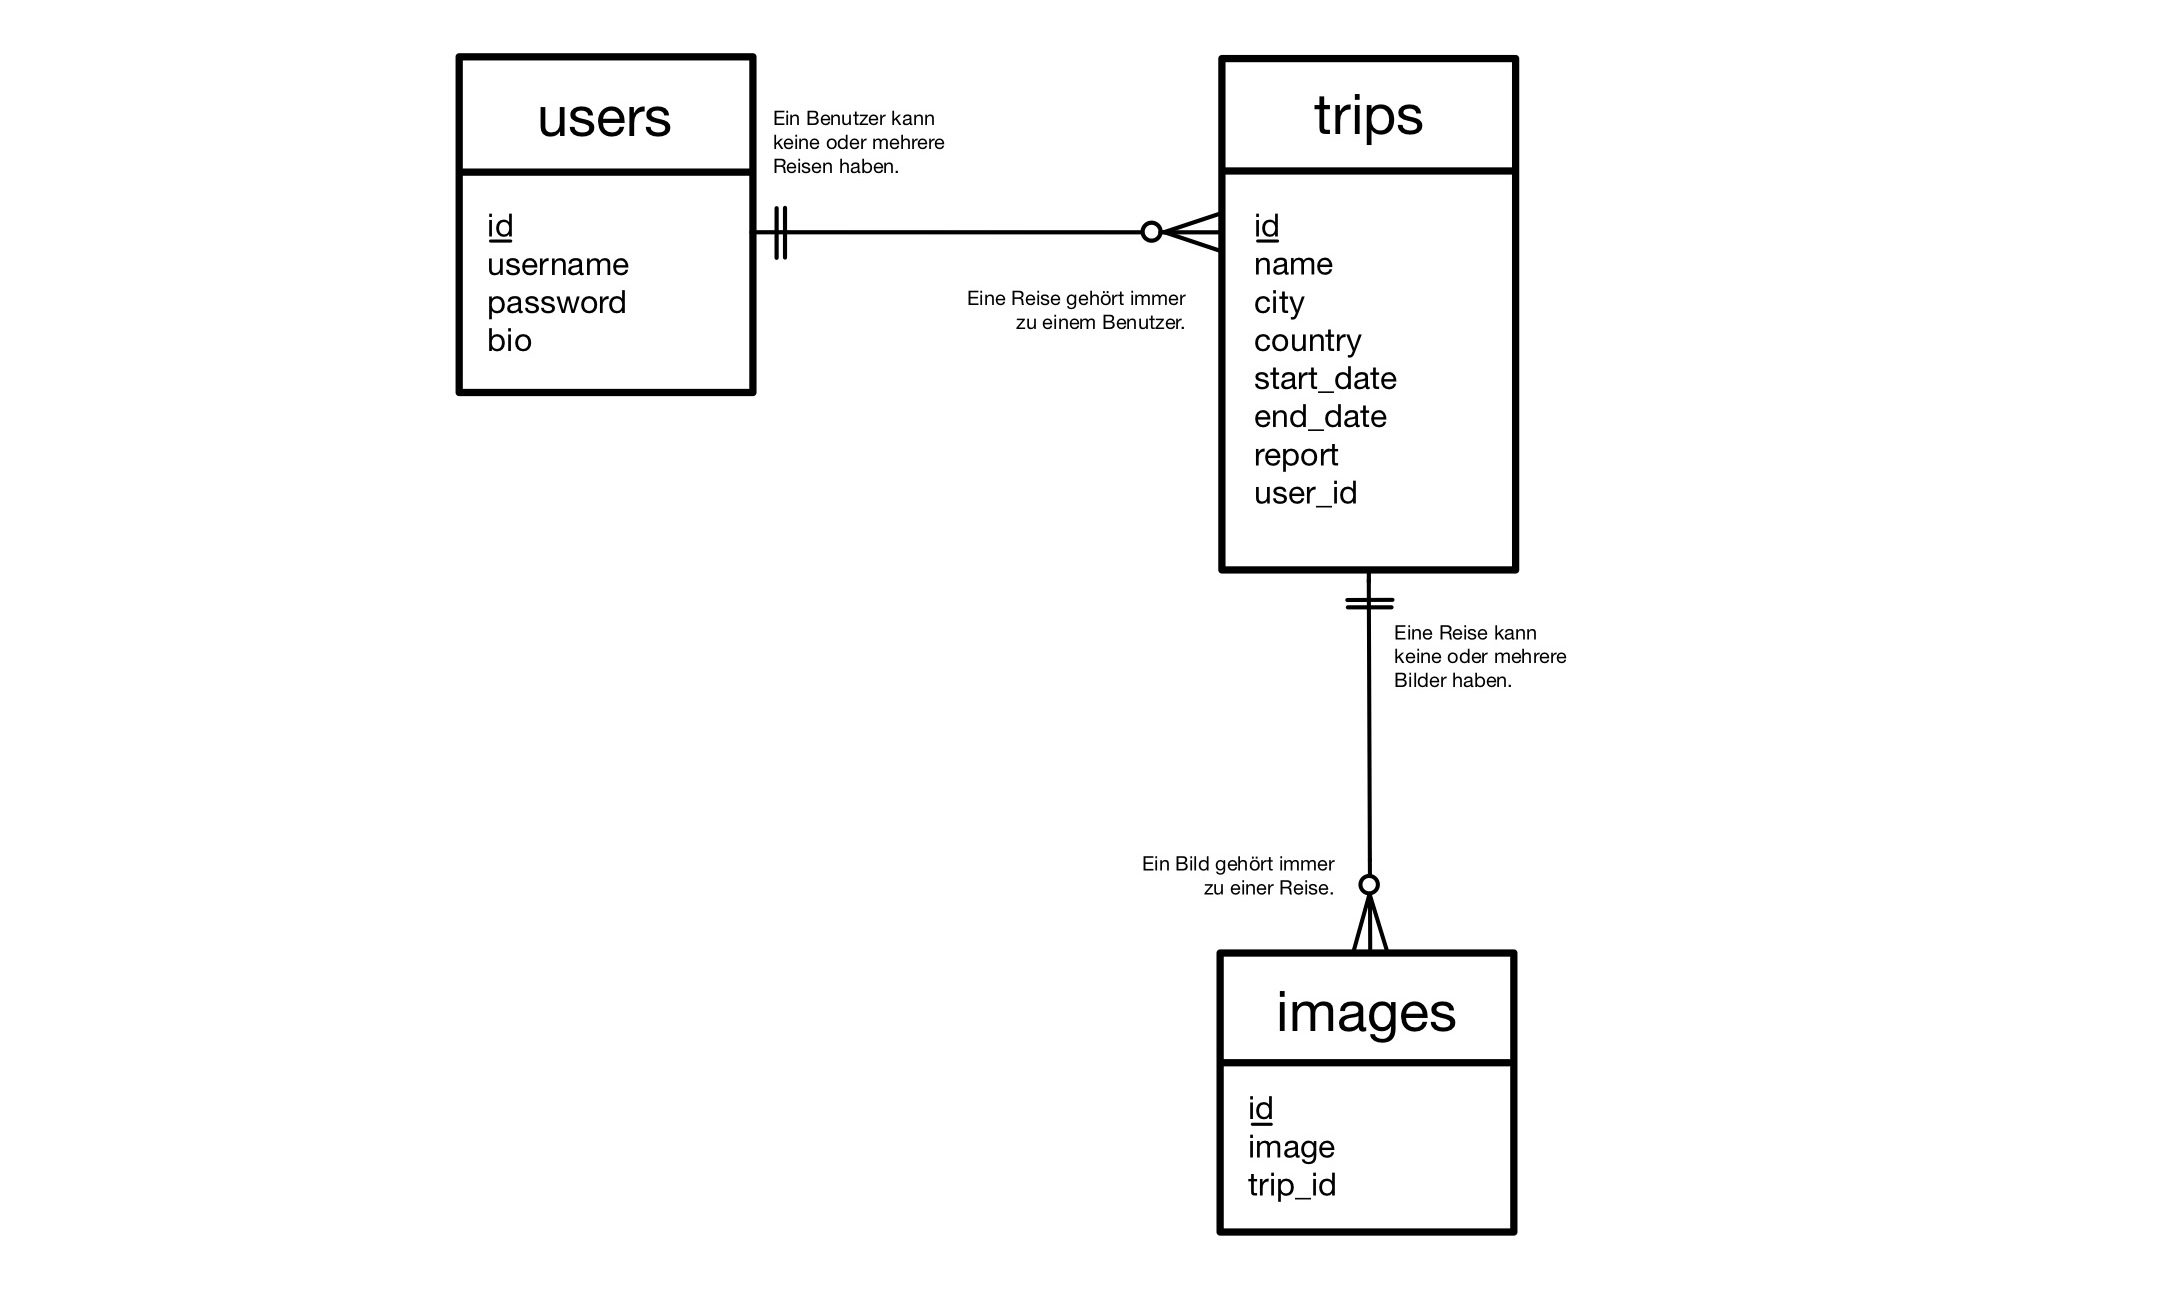 users
id
username
password
bio
Ein Benutzer kann
keine oder mehrere
Reisen haben.
Eine Reise gehört immer
zu einem Benutzer.
trips
id
name
city
country
start_date
end_date
report
user_id
Eine Reise kann
keine oder mehrere
Bilder haben.
Ein Bild gehört immer
zu einer Reise.
images
id
image
trip_id